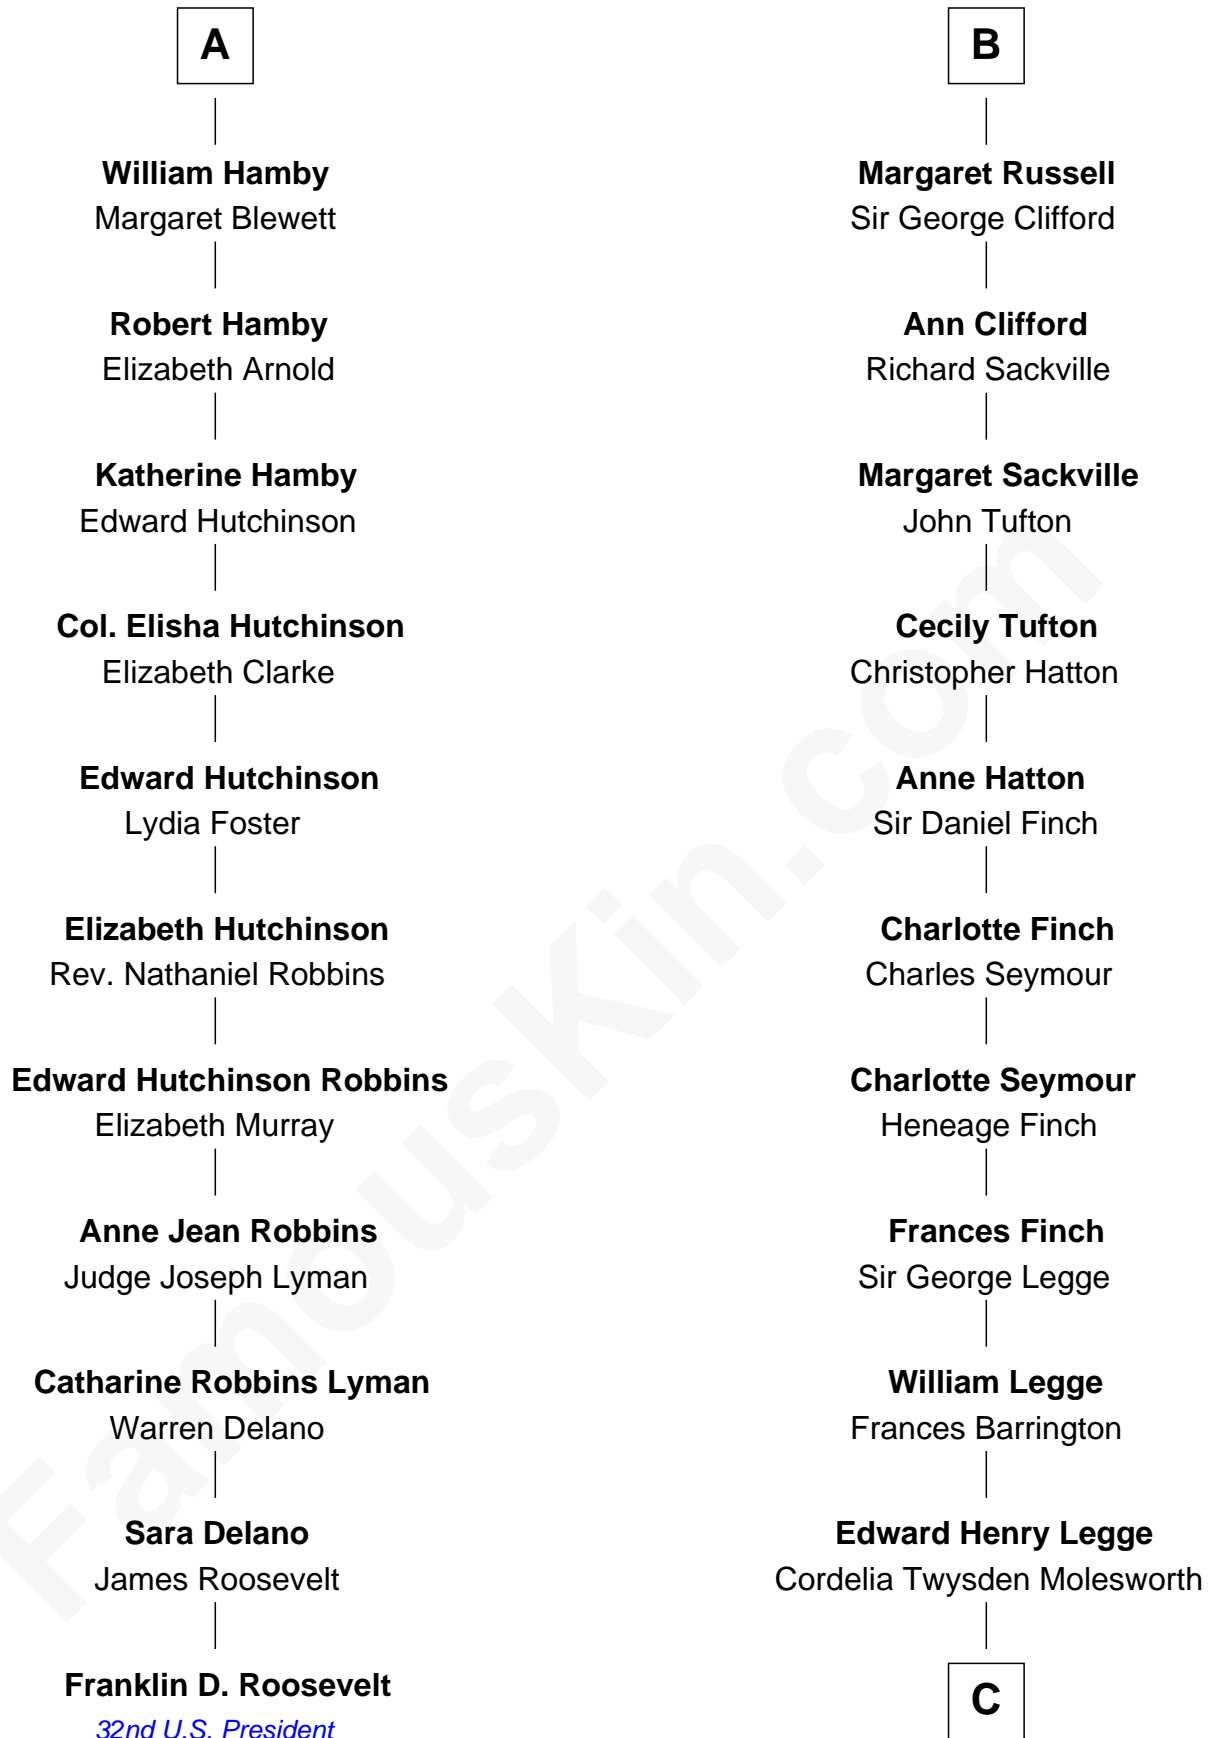 A
William Hamby
Margaret Blewett
Robert Hamby
Elizabeth Arnold
Katherine Hamby
Edward Hutchinson
Col. Elisha Hutchinson
Elizabeth Clarke
Edward Hutchinson
Lydia Foster
Elizabeth Hutchinson
Rev. Nathaniel Robbins
Edward Hutchinson Robbins
Elizabeth Murray
Anne Jean Robbins
Judge Joseph Lyman
Catharine Robbins Lyman
Warren Delano
Sara Delano
James Roosevelt
Franklin D. Roosevelt
32nd U.S. President
B
Margaret Russell
Sir George Clifford
Ann Clifford
Richard Sackville
Margaret Sackville
John Tufton
Cecily Tufton
Christopher Hatton
Anne Hatton
Sir Daniel Finch
Charlotte Finch
Charles Seymour
Charlotte Seymour
Heneage Finch
Frances Finch
Sir George Legge
William Legge
Frances Barrington
Edward Henry Legge
Cordelia Twysden Molesworth
C
FamousKin.com